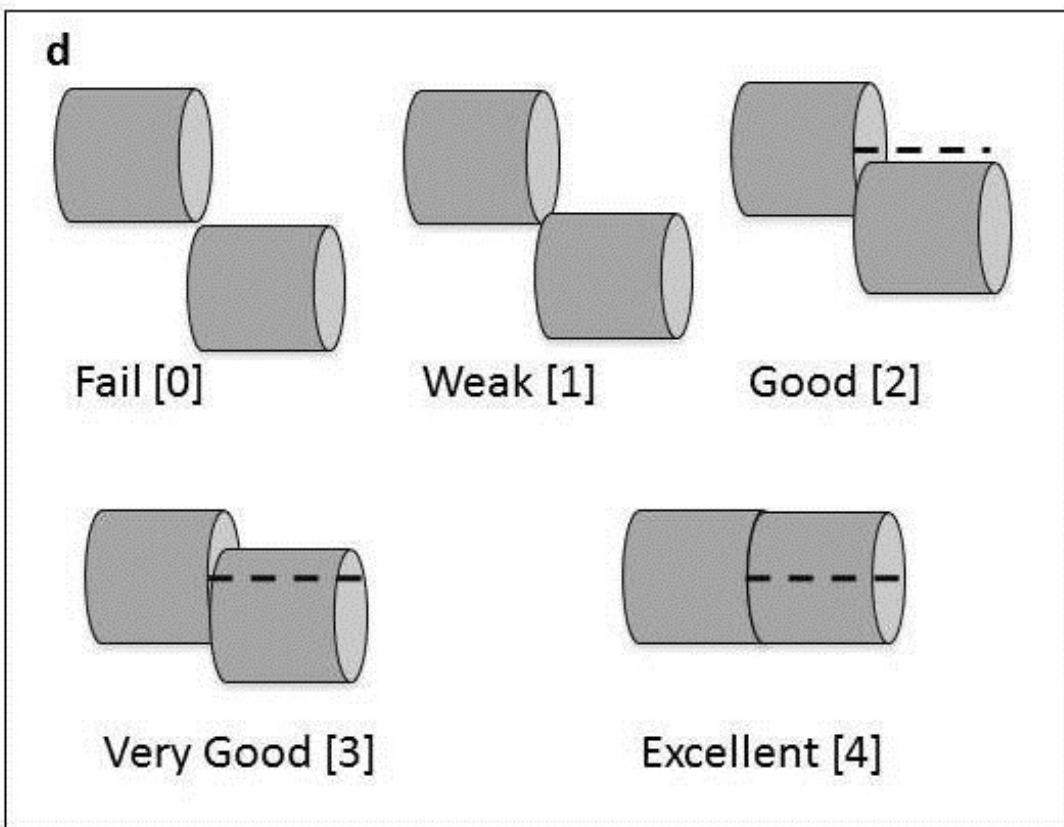 d
Fail [0]
Weak [1]
Good [2]
Very Good [3]
Excellent [4]